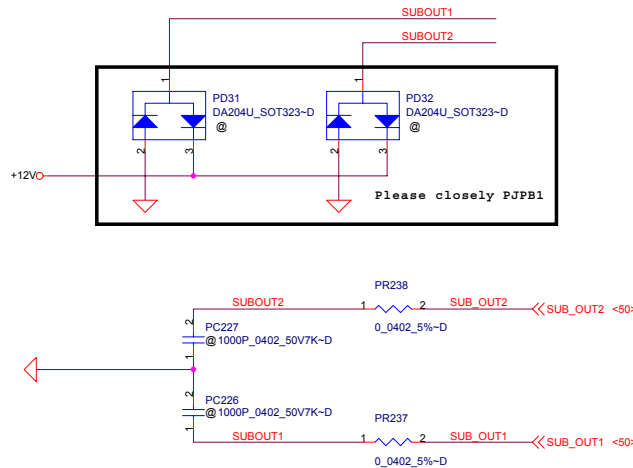 SUBOUT1
SUBOUT2
1
1
PD31
DA204U_SOT323~D
@
PD32
DA204U_SOT323~D
@
2
3
2
3
+12V
Please closely PJPB1
PR238
SUBOUT2
1
2
SUB_OUT2
SUB_OUT2 <50>
2
PC227
0_0402_5%~D
@1000P_0402_50V7K~D
1
2
PC226
@1000P_0402_50V7K~D
PR237
1
SUBOUT1
1
2
SUB_OUT1
SUB_OUT1 <50>
0_0402_5%~D